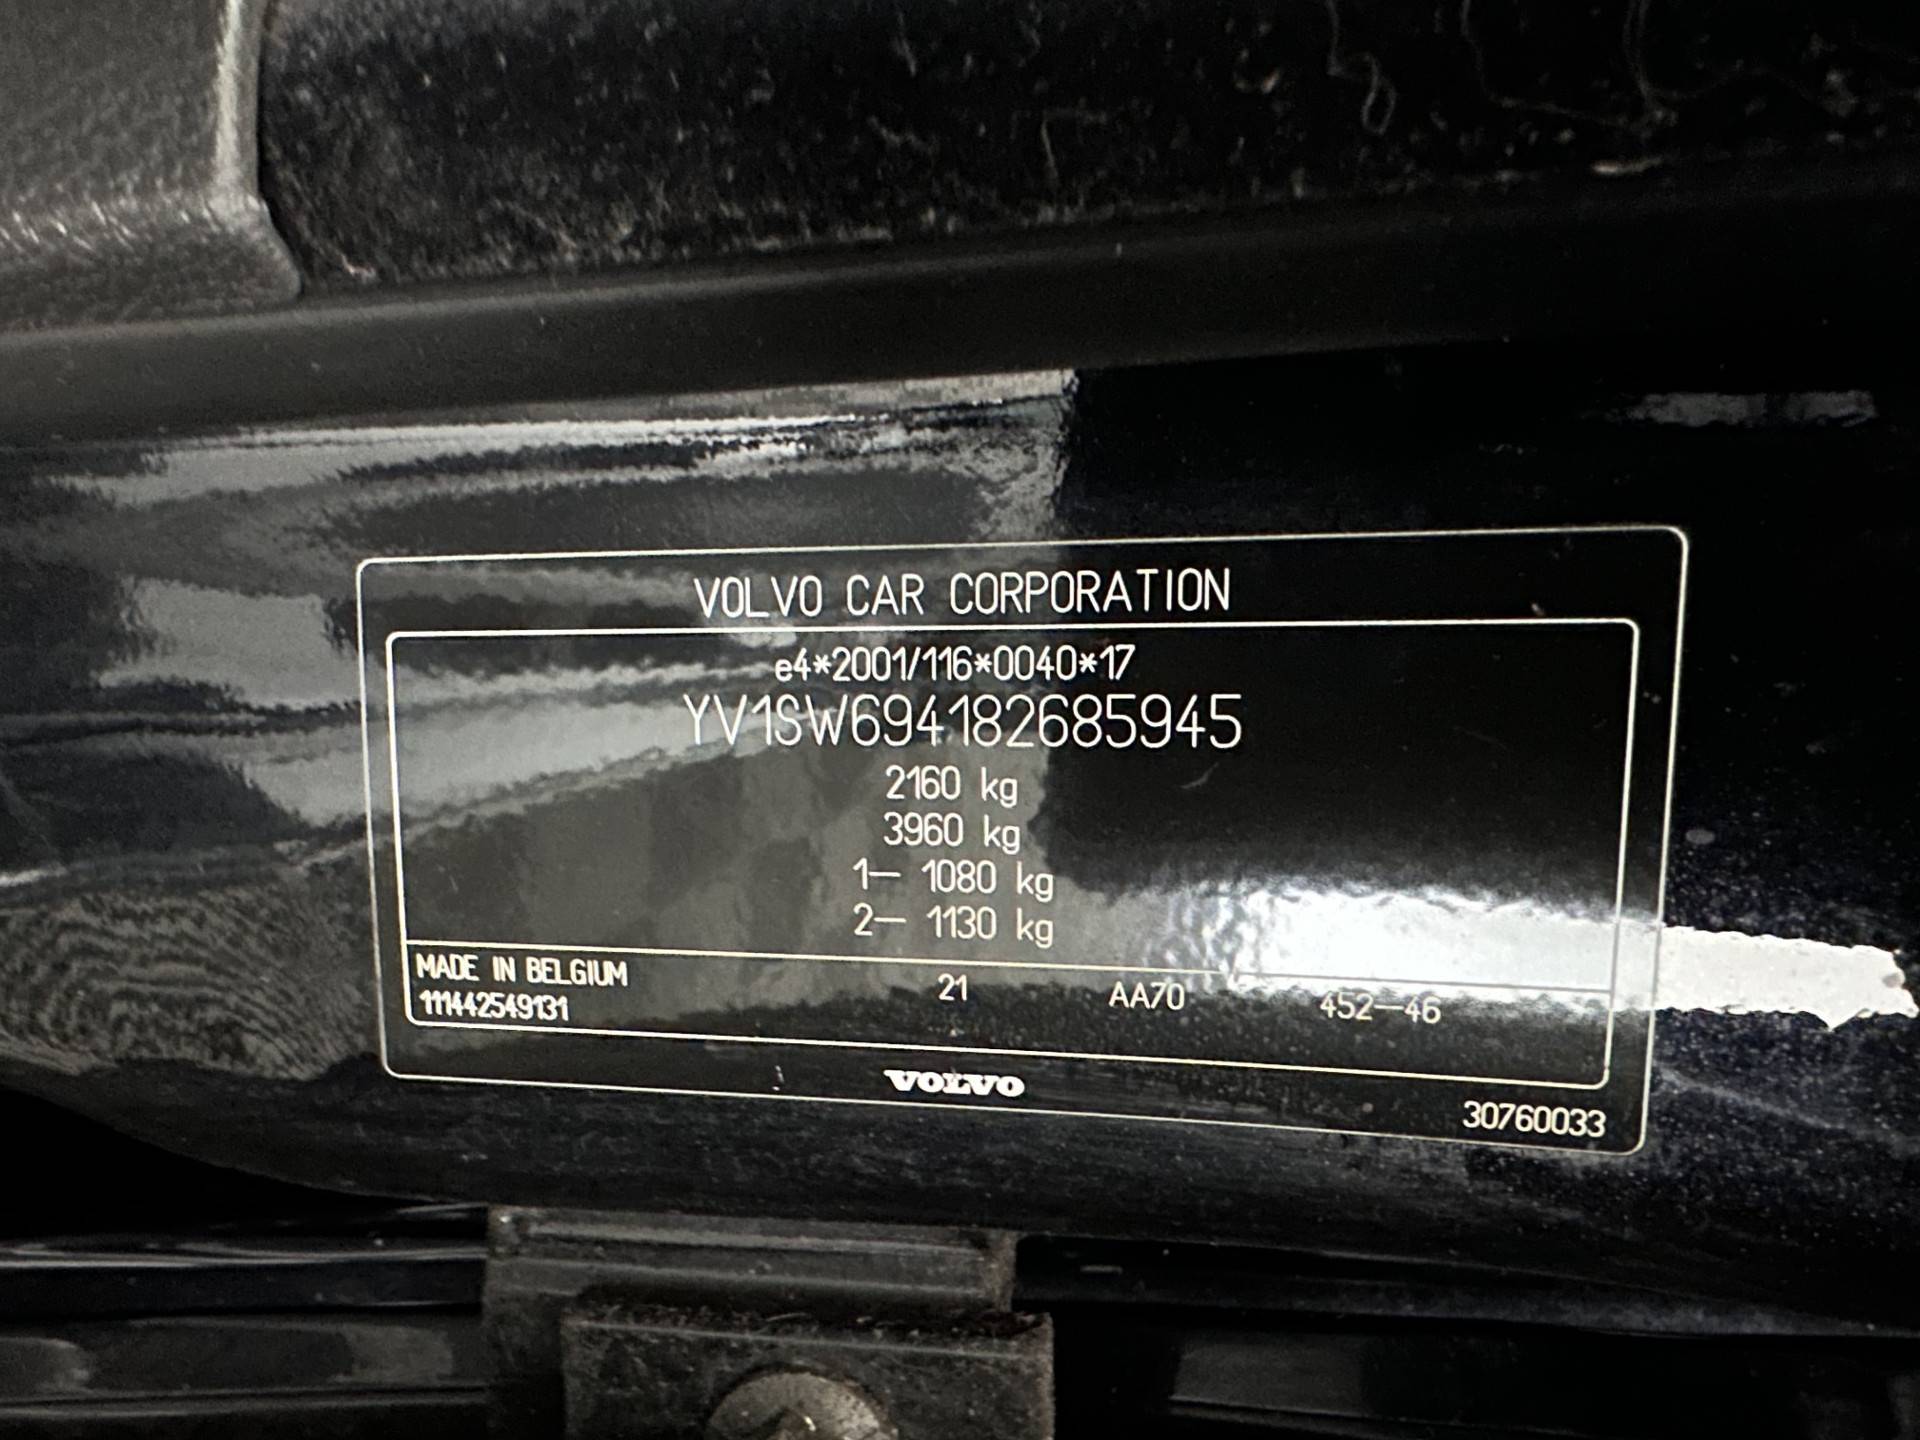 VOLVO CAR CORPORATION
e4*2001/116*0040*17
YV1SW694182685945
2160 kg
3960 kg
1— 1080 kg
2— 1130 kg
MADE IN BELGIUM
111442549131
21 AA70 452—46
VOLVO
30760033